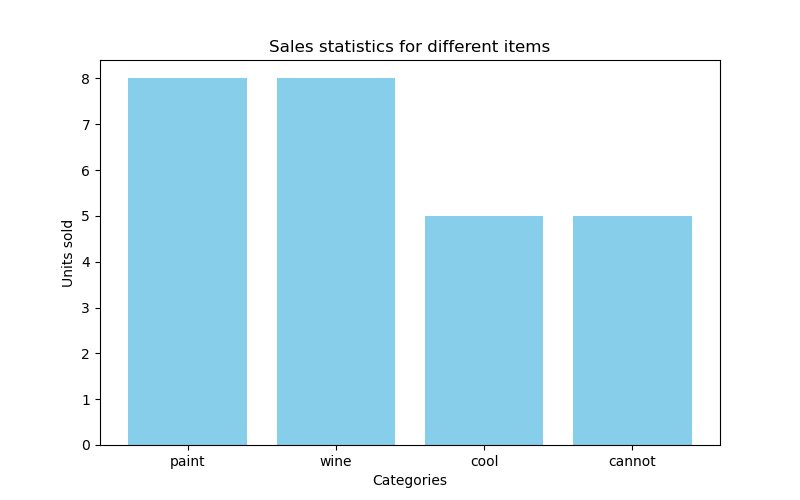 Sales statistics for different items
Units sold
8
7
6
5
4
3
2
1
0
paint wine cool cannot
Categories